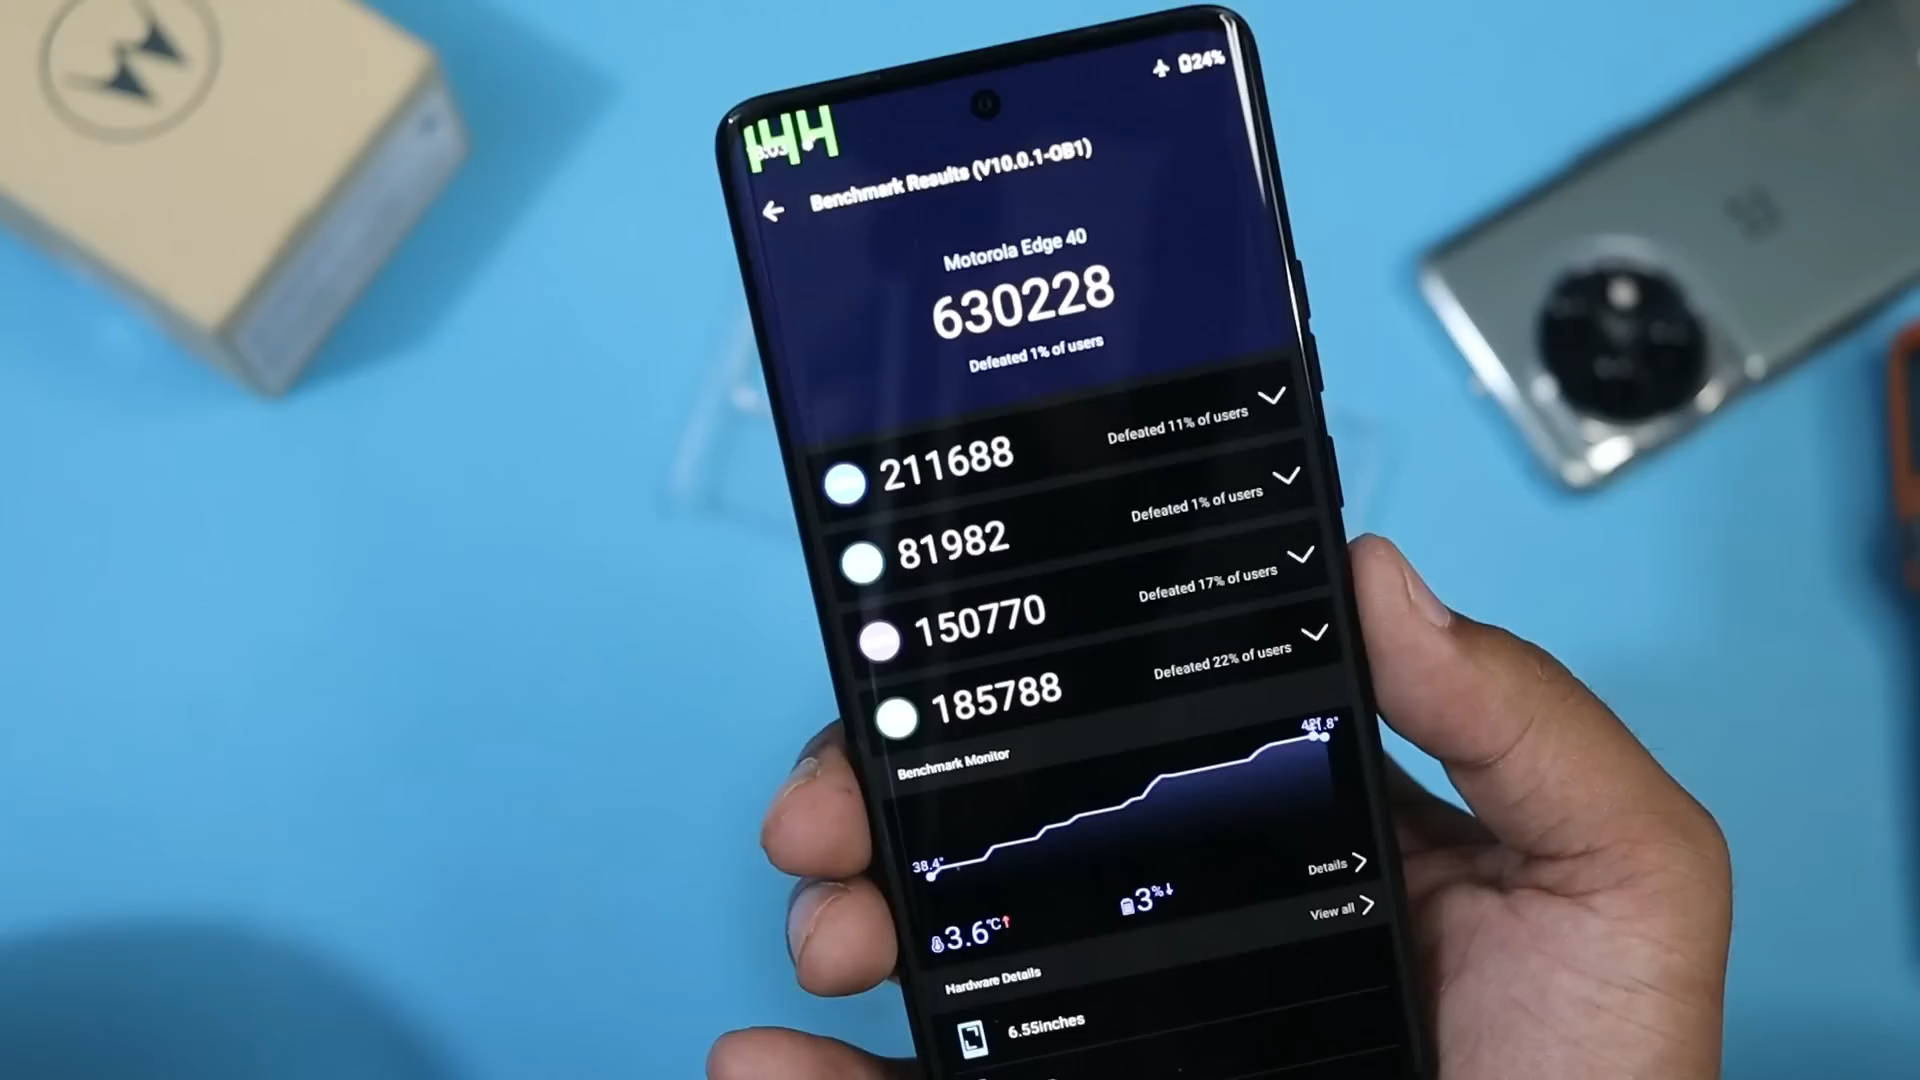 24%
144
Benchmark Results (V10.0.1-OB1)
Motorola Edge 40
630228
Defeated 1% of users
211688
Defeated 11% of users
81982
Defeated 1% of users
150770
Defeated 17% of users
185788
Defeated 22% of users
Benchmark Monitor
38.4°
3.6°C↑
3%↓
Details
View all
Hardware Details
6.55inches